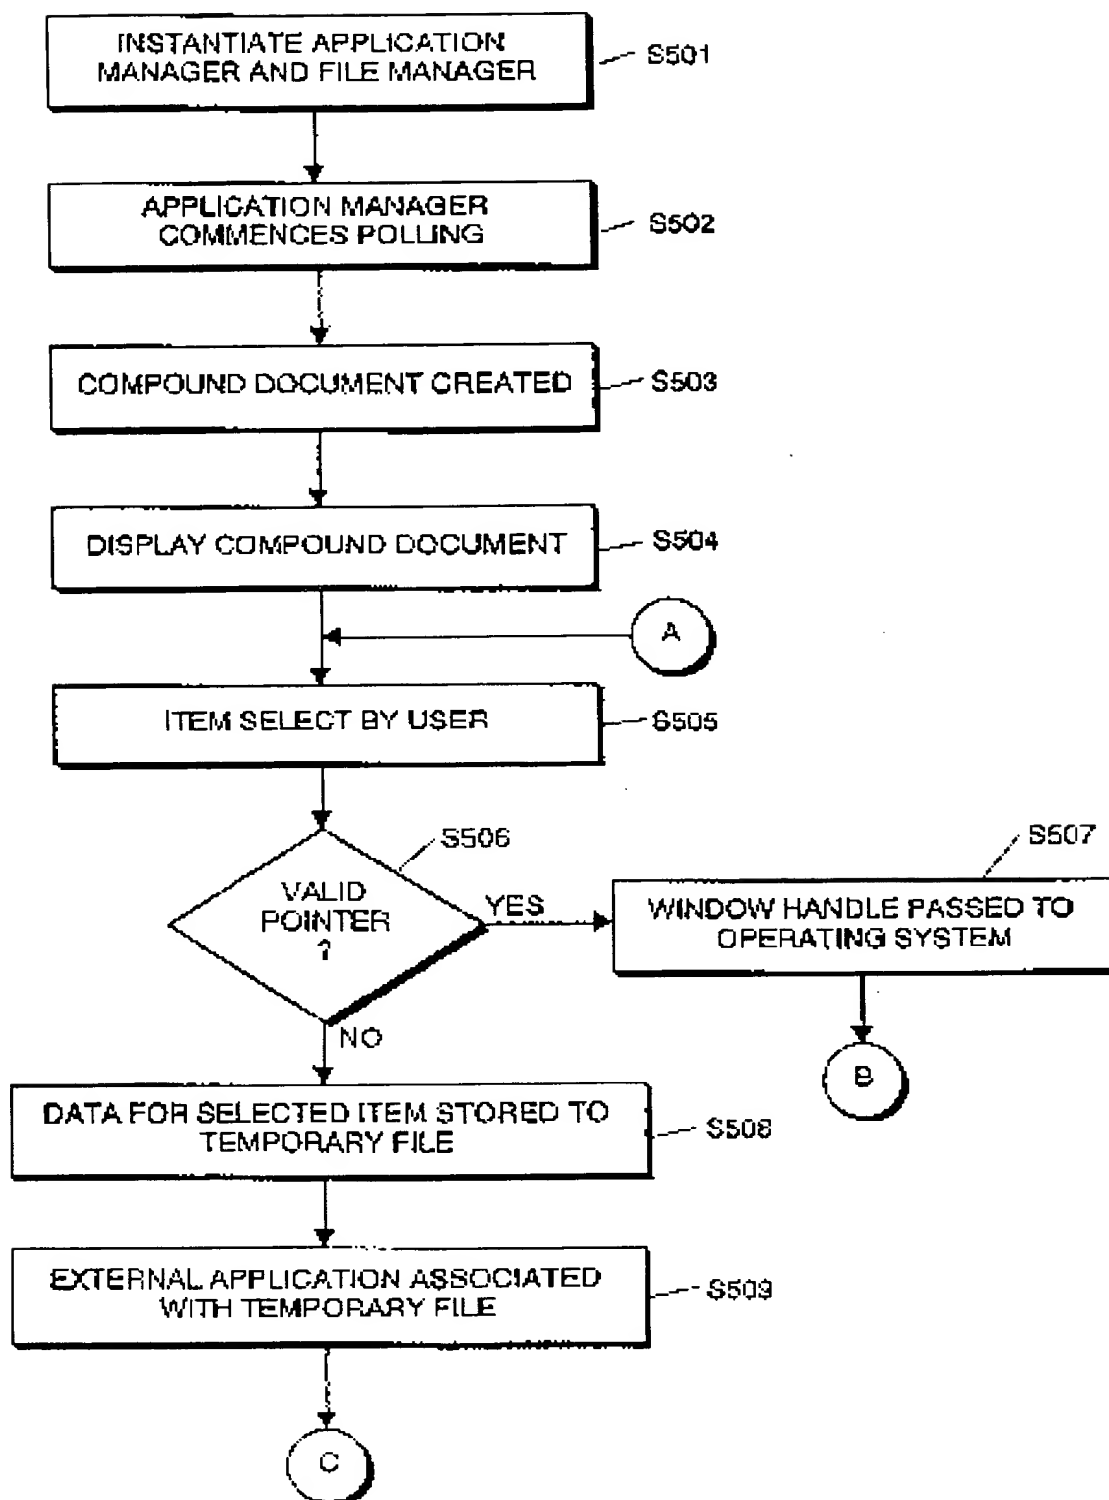 INSTANTIATE APPLICATION
MANAGER AND FILE MANAGER
S501
APPLICATION MANAGER
COMMENCES POLLING
S502
COMPOUND DOCUMENT CREATED
S503
DISPLAY COMPOUND DOCUMENT
S504
A
ITEM SELECT BY USER
S505
S506
VALID
POINTER
?
YES
S507
WINDOW HANDLE PASSED TO
OPERATING SYSTEM
NO
B
DATA FOR SELECTED ITEM STORED TO
TEMPORARY FILE
S508
EXTERNAL APPLICATION ASSOCIATED
WITH TEMPORARY FILE
S509
C